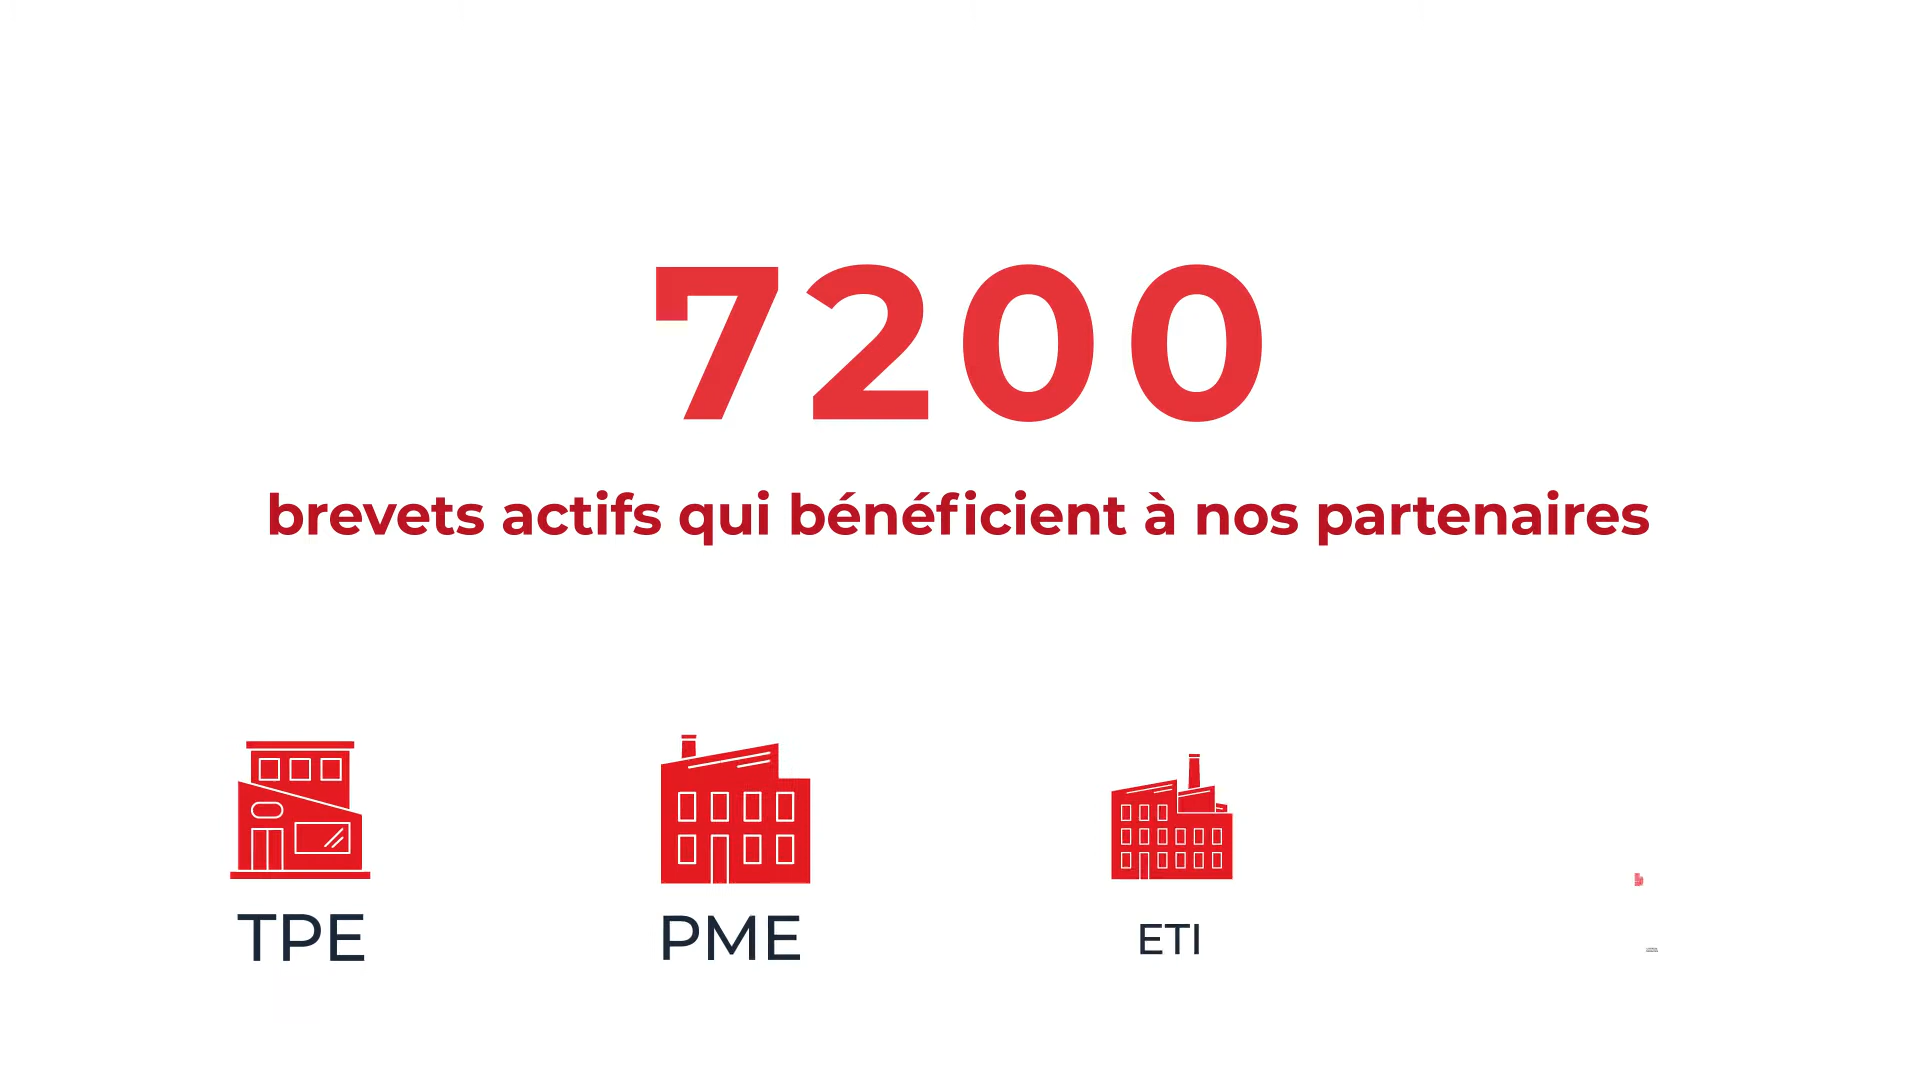 7200
brevets actifs qui bénéficient à nos partenaires
TPE
PME
ETI